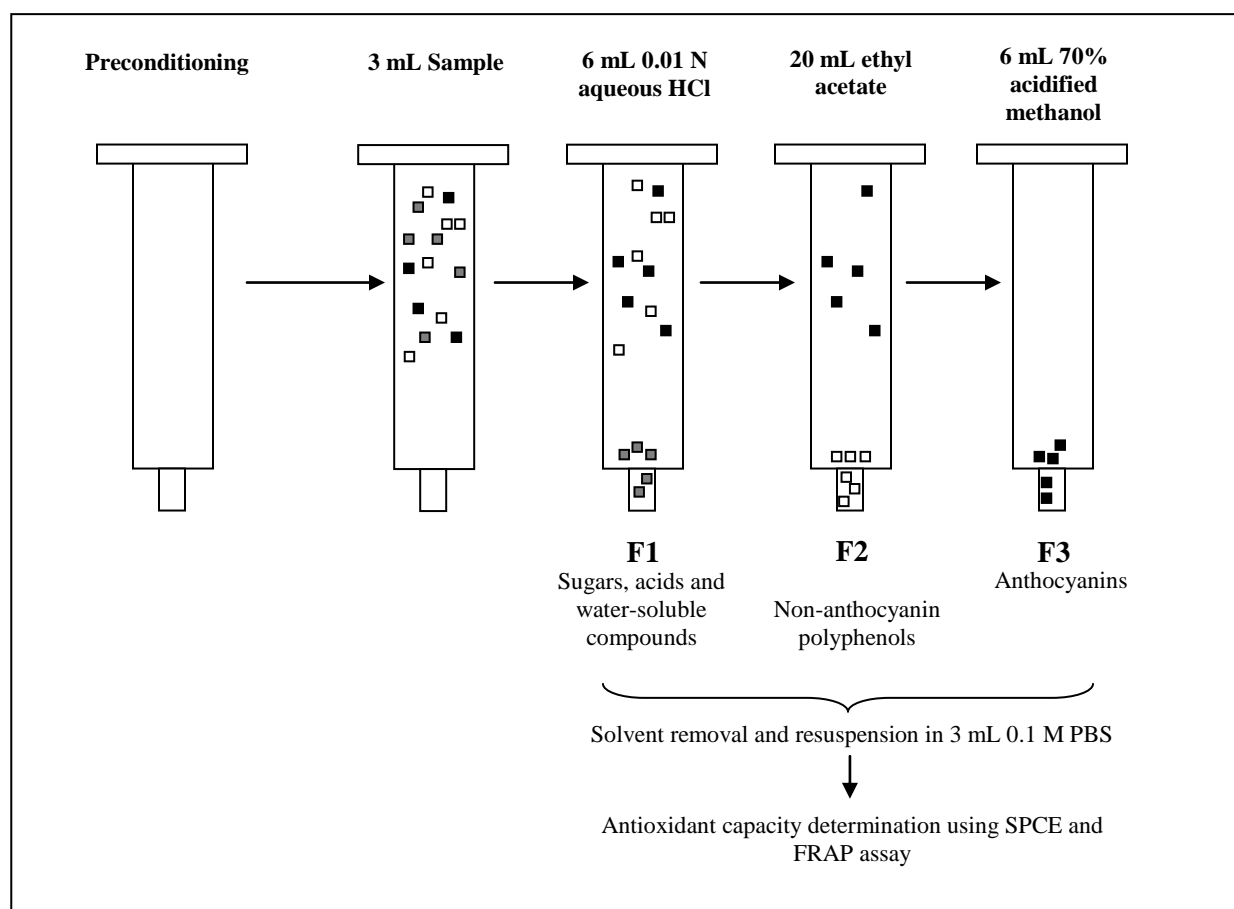 Preconditioning
3 mL Sample
6 mL 0.01 N
aqueous HCl
20 mL ethyl
acetate
6 mL 70%
acidified
methanol
F1
Sugars, acids and
water-soluble
compounds
F2
Non-anthocyanin
polyphenols
F3
Anthocyanins
Solvent removal and resuspension in 3 mL 0.1 M PBS
Antioxidant capacity determination using SPCE and
FRAP assay